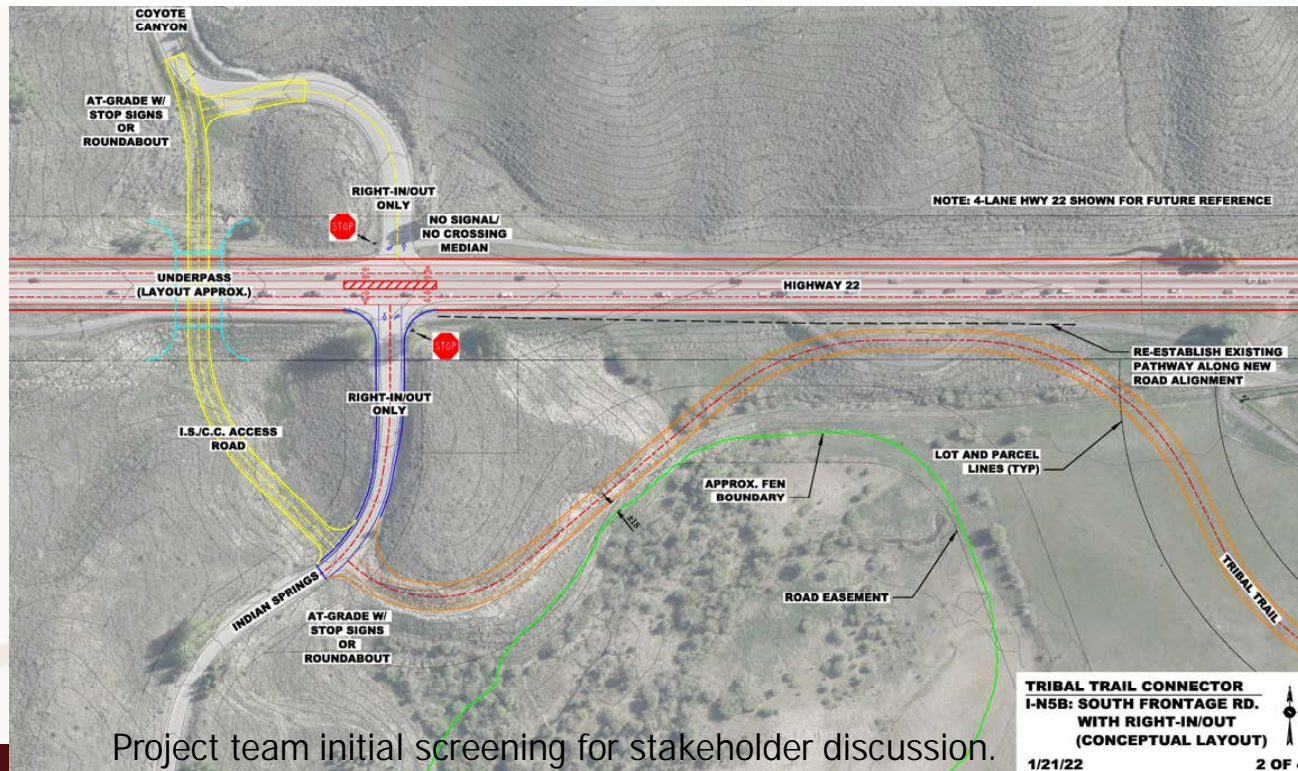 COYOTE
CANYON
AT-GRADE W/
STOP SIGNS
OR
ROUNDABOUT
RIGHT-IN/OUT
ONLY
STOP
NO SIGNAL/
NO CROSSING
MEDIAN
NOTE: 4-LANE HWY 22 SHOWN FOR FUTURE REFERENCE
UNDERPASS
(LAYOUT APPROX.)
HIGHWAY 22
STOP
RE-ESTABLISH EXISTING
PATHWAY ALONG NEW
ROAD ALIGNMENT
RIGHT-IN/OUT
ONLY
I.S./C.C. ACCESS
ROAD
LOT AND PARCEL
LINES (TYP)
APPROX. FEN
BOUNDARY
±18
INDIAN SPRINGS
ROAD EASEMENT
TRIBAL TRAIL
AT-GRADE W/
STOP SIGNS
OR
ROUNDABOUT
TRIBAL TRAIL CONNECTOR
I-N5B: SOUTH FRONTAGE RD.
WITH RIGHT-IN/OUT
(CONCEPTUAL LAYOUT)
1/21/22
2 OF 4
Project team initial screening for stakeholder discussion.